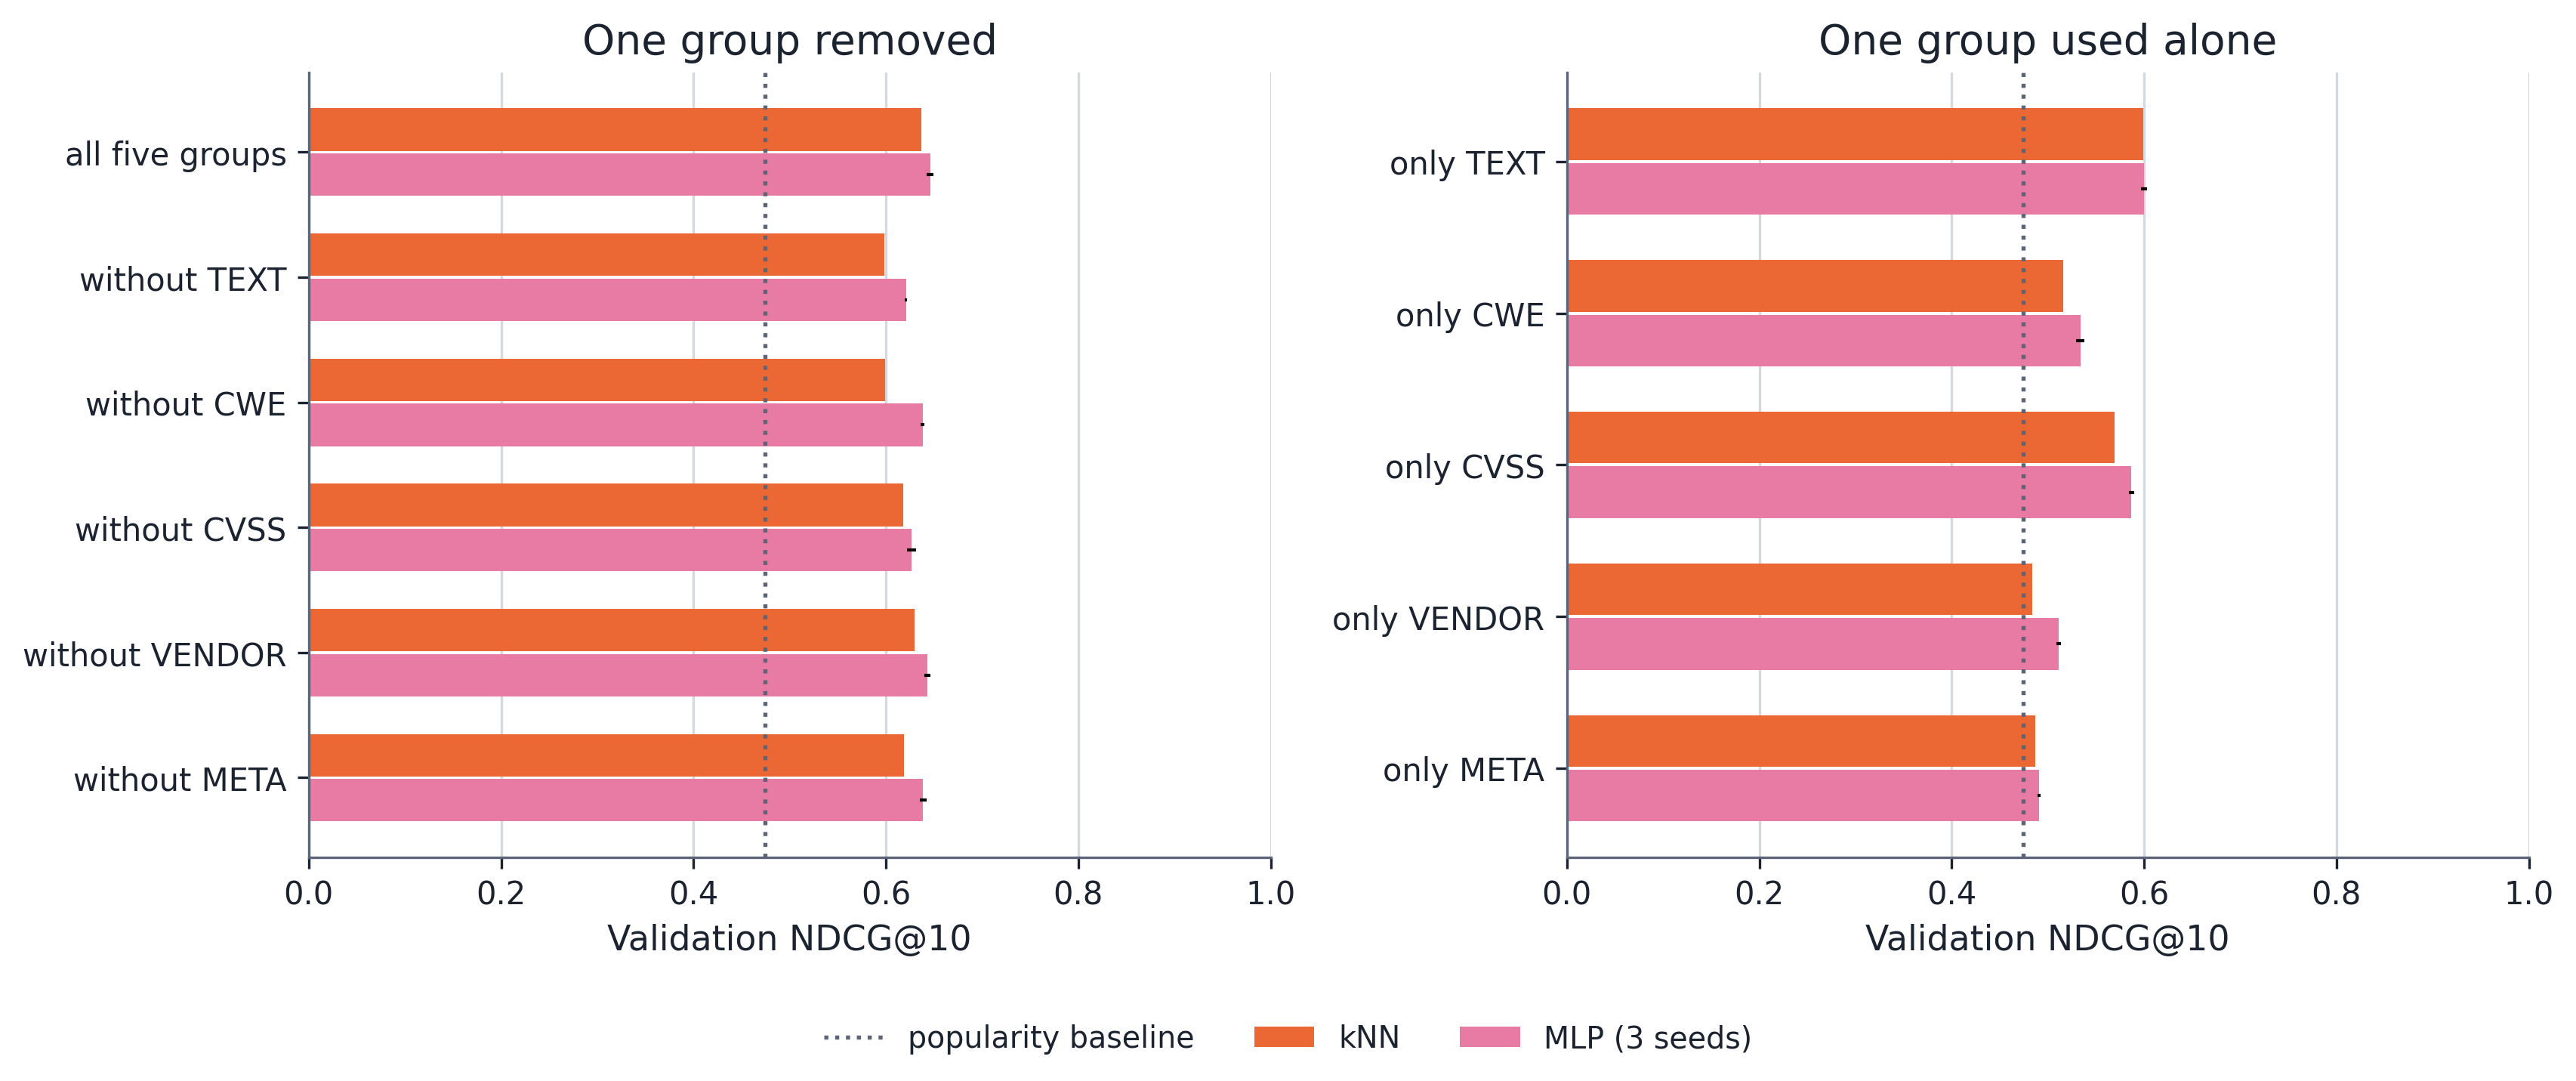 One group removed
all five groups
without TEXT
without CWE
without CVSS
without VENDOR
without META
0.0 0.2 0.4 0.6 0.8 1.0
Validation NDCG@10
One group used alone
only TEXT
only CWE
only CVSS
only VENDOR
only META
0.0 0.2 0.4 0.6 0.8 1.0
Validation NDCG@10
popularity baseline kNN MLP (3 seeds)